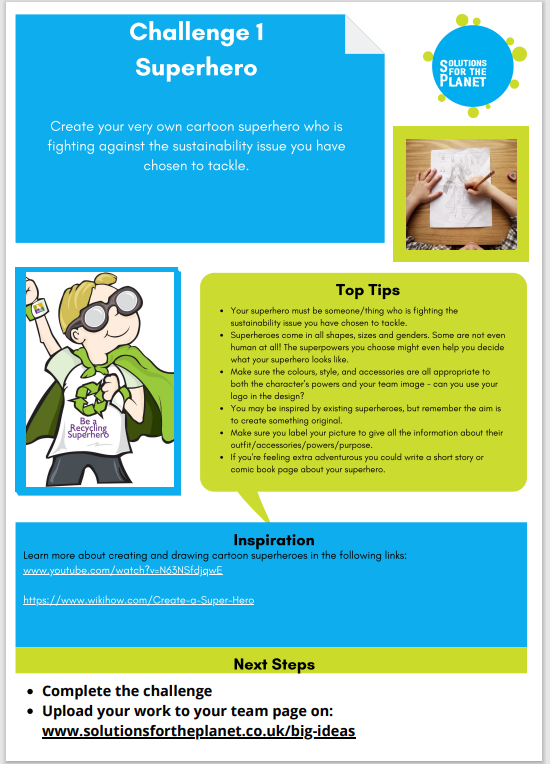 Challenge 1
Superhero
Create your very own cartoon superhero who is
fighting against the sustainability issue you have
chosen to tackle.
SOLUTIONS
FOR THE
PLANET
Be a
Recycling
Superhero
Top Tips
• Your superhero must be someone/thing who is fighting the
sustainability issue you have chosen to tackle.
• Superheroes come in all shapes, sizes and genders. Some are not even
human at all! The superpowers you choose might even help you decide
what your superhero looks like.
• Make sure the colours, style, and accessories are all appropriate to
both the character's powers and your team image - can you use your
logo in the design?
• You may be inspired by existing superheroes, but remember the aim is
to create something original.
• Make sure you label your picture to give all the information about their
outfit/accessories/powers/purpose.
• If you're feeling extra adventurous you could write a short story or
comic book page about your superhero.
Inspiration
Learn more about creating and drawing cartoon superheroes in the following links:
www.youtube.com/watch?v=N63NSfdjqwE
https://www.wikihow.com/Create-a-Super-Hero
Next Steps
• Complete the challenge
• Upload your work to your team page on:
www.solutionsfortheplanet.co.uk/big-ideas